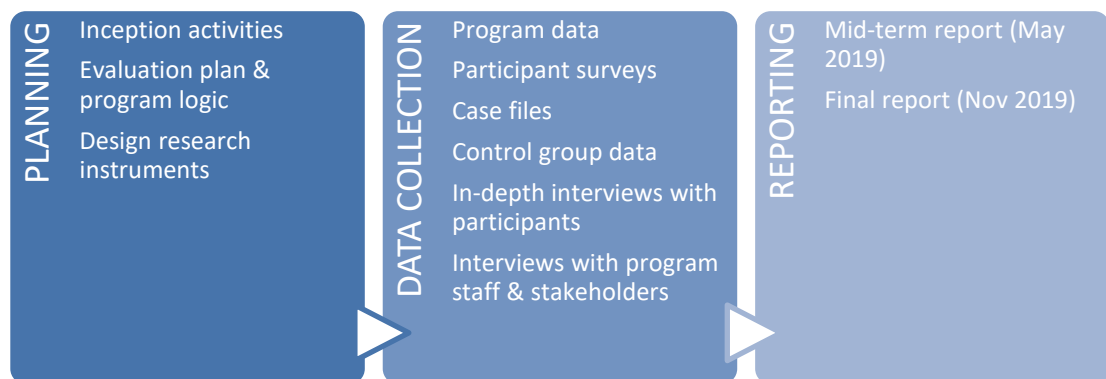 PLANNING
Inception activities
Evaluation plan &
program logic
Design research
instruments
DATA COLLECTION
Program data
Participant surveys
Case files
Control group data
In-depth interviews with
participants
Interviews with program
staff & stakeholders
REPORTING
Mid-term report (May
2019)
Final report (Nov 2019)